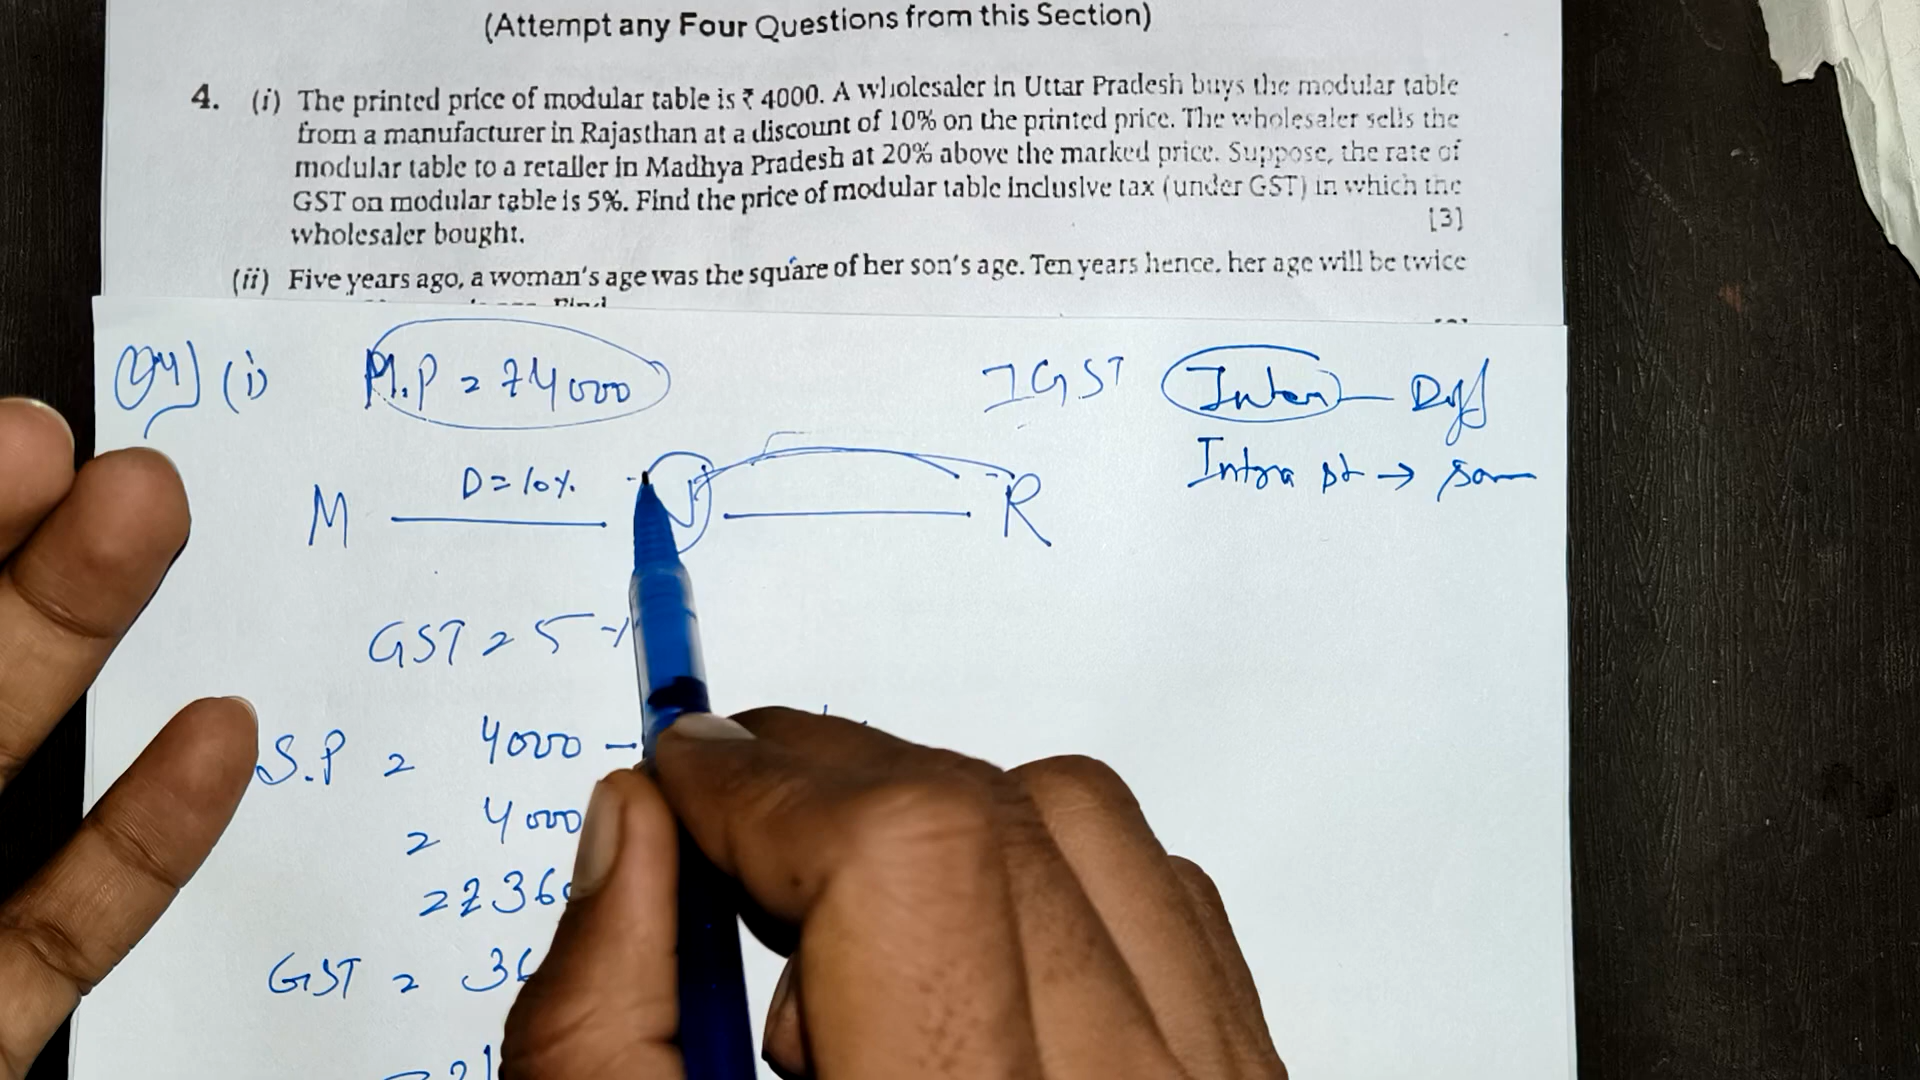 (Attempt any Four Questions from this Section)
4. (i) The printed price of modular table is ₹ 4000. A wholesaler in Uttar Pradesh buys the modular table
from a manufacturer in Rajasthan at a discount of 10% on the printed price. The wholesaler sells the
modular table to a retailer in Madhya Pradesh at 20% above the marked price. Suppose, the rate of
GST on modular table is 5%. Find the price of modular table inclusive tax (under GST) in which the
wholesaler bought. [3]
(ii) Five years ago, a woman's age was the square of her son's age. Ten years hence, her age will be twice
Find
Q4) (i) M.P = ₹4000 IGST Inter - Diff
Intra st → sam
D = 10%
M R
GST = 5
S.P = 4000 -
= 4000
= ₹ 36
GST = 36